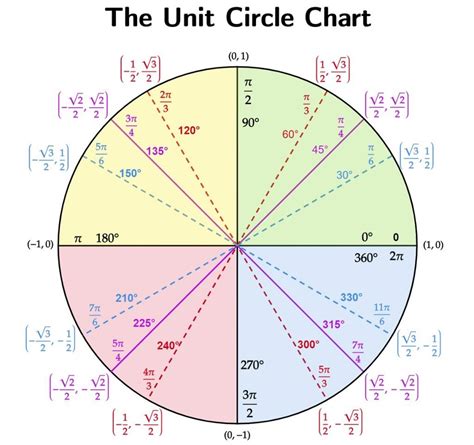 The Unit Circle Chart
(0, 1)
(-1/2, √3/2)
(1/2, √3/2)
(-√2/2, √2/2)
(√2/2, √2/2)
(-√3/2, 1/2)
(√3/2, 1/2)
2π/3
π/2
π/3
3π/4
π/4
5π/6
π/6
120°
90°
60°
135°
45°
150°
30°
(-1, 0)
π 180°
0° 0
360° 2π
(1, 0)
210°
330°
7π/6
11π/6
225°
315°
5π/4
7π/4
240°
300°
270°
4π/3
3π/2
5π/3
(-√3/2, -1/2)
(√3/2, -1/2)
(-√2/2, -√2/2)
(√2/2, -√2/2)
(-1/2, -√3/2)
(1/2, -√3/2)
(0, -1)